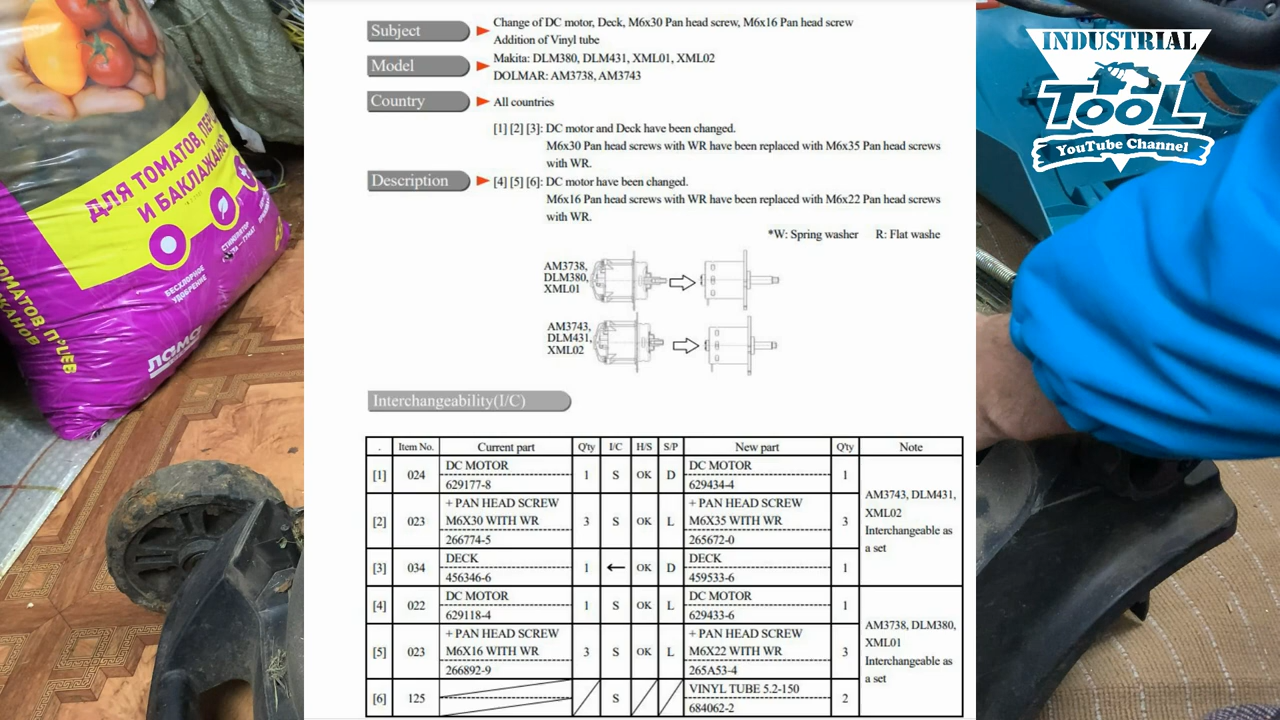 Subject
Change of DC motor, Deck, M6x30 Pan head screw, M6x16 Pan head screw
Addition of Vinyl tube
Model
Makita: DLM380, DLM431, XML01, XML02
DOLMAR: AM3738, AM3743
Country
All countries
[1] [2] [3]: DC motor and Deck have been changed.
M6x30 Pan head screws with WR have been replaced with M6x35 Pan head screws
with WR.
Description
[4] [5] [6]: DC motor have been changed.
M6x16 Pan head screws with WR have been replaced with M6x22 Pan head screws
with WR.
*W: Spring washer R: Flat washe
AM3738,
DLM380,
XML01
AM3743,
DLM431,
XML02
Interchangeability(I/C)
. Item No. Current part Q'ty I/C H/S S/P New part Q'ty Note
[1] 024 DC MOTOR 1 S OK D DC MOTOR 1
629177-8 629434-4
[2] 023 + PAN HEAD SCREW 3 S OK L + PAN HEAD SCREW 3
M6X30 WITH WR M6X35 WITH WR
266774-5 265672-0
AM3743, DLM431,
XML02
Interchangeable as
a set
[3] 034 DECK 1 ← OK D DECK 1
456346-6 459533-6
[4] 022 DC MOTOR 1 S OK L DC MOTOR 1
629118-4 629433-6
[5] 023 + PAN HEAD SCREW 3 S OK L + PAN HEAD SCREW 3
M6X16 WITH WR M6X22 WITH WR
266892-9 265A53-4
AM3738, DLM380,
XML01
Interchangeable as
a set
[6] 125 S VINYL TUBE 5.2-150 2
684062-2
INDUSTRIAL
TOOL
YouTube Channel
ДЛЯ ТОМАТОВ,
И БАКЛАЖАНОВ
БЕСХЛОРНОЕ
УДОБРЕНИЕ
лама